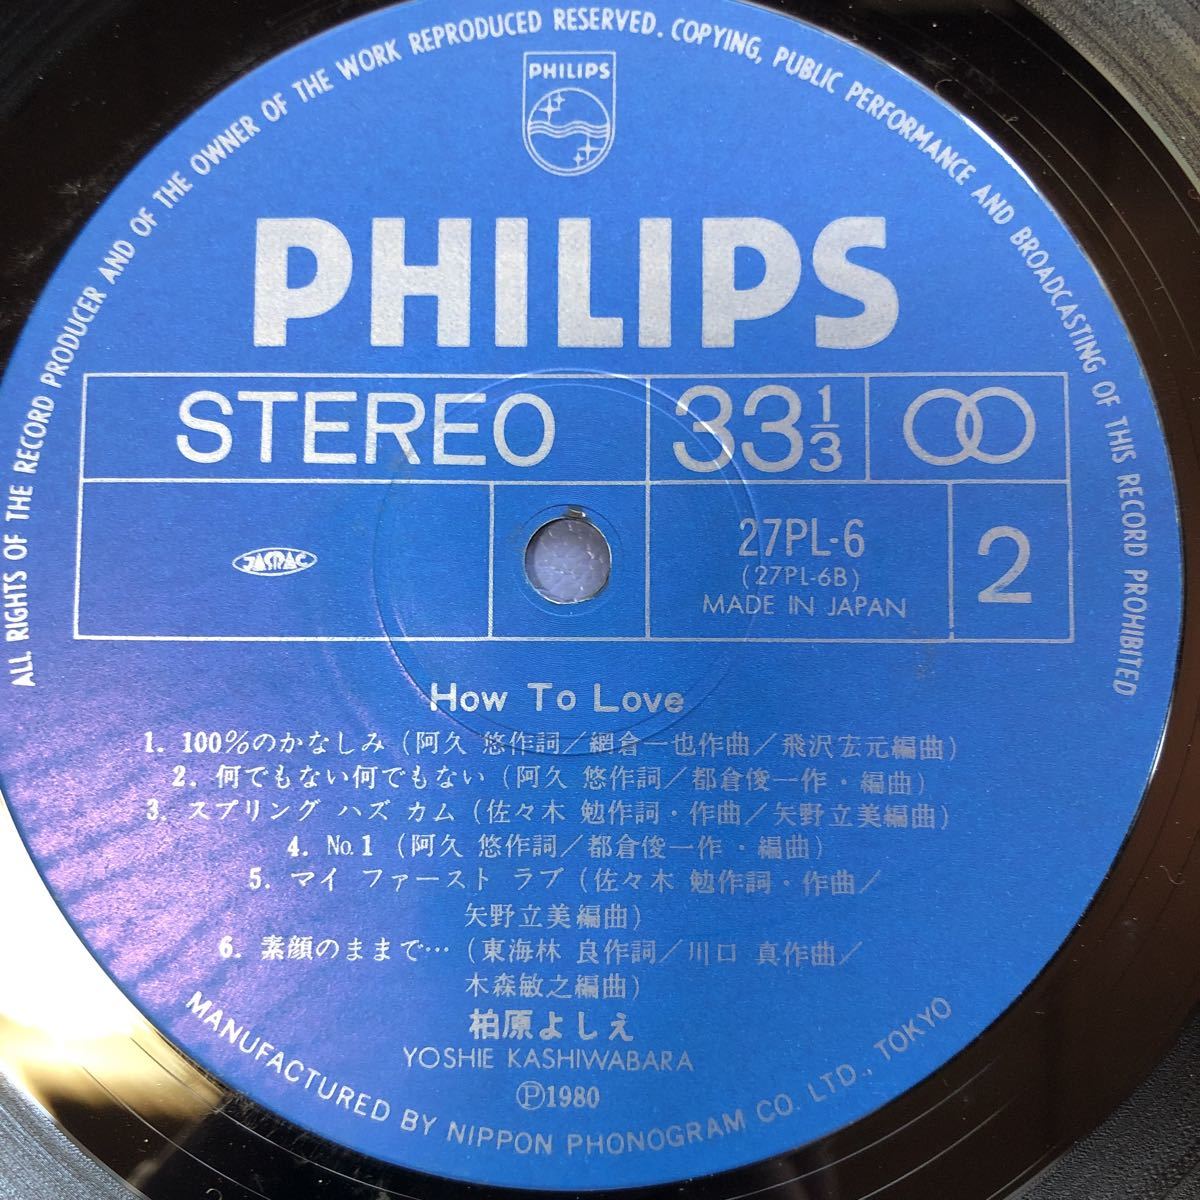 ALL RIGHTS OF THE RECORD PRODUCER AND OF THE OWNER OF THE WORK REPRODUCED RESERVED. COPYING, PUBLIC PERFORMANCE AND BROADCASTING OF THIS RECORD PROHIBITED
PHILIPS
PHILIPS
STEREO
33 1/3
JASRAC
27PL-6
(27PL-6B)
MADE IN JAPAN
2
How To Love
1. 100%のかなしみ (阿久 悠作詞/網倉一也作曲/飛沢宏元編曲)
2. 何でもない何でもない (阿久 悠作詞/都倉俊一作・編曲)
3. スプリング ハズ カム (佐々木 勉作詞・作曲/矢野立美編曲)
4. No.1 (阿久 悠作詞/都倉俊一作・編曲)
5. マイ ファースト ラブ (佐々木 勉作詞・作曲/
矢野立美編曲)
6. 素顔のままで… (東海林 良作詞/川口 真作曲/
木森敏之編曲)
柏原よしえ
YOSHIE KASHIWABARA
Ⓟ1980
MANUFACTURED BY NIPPON PHONOGRAM CO. LTD., TOKYO